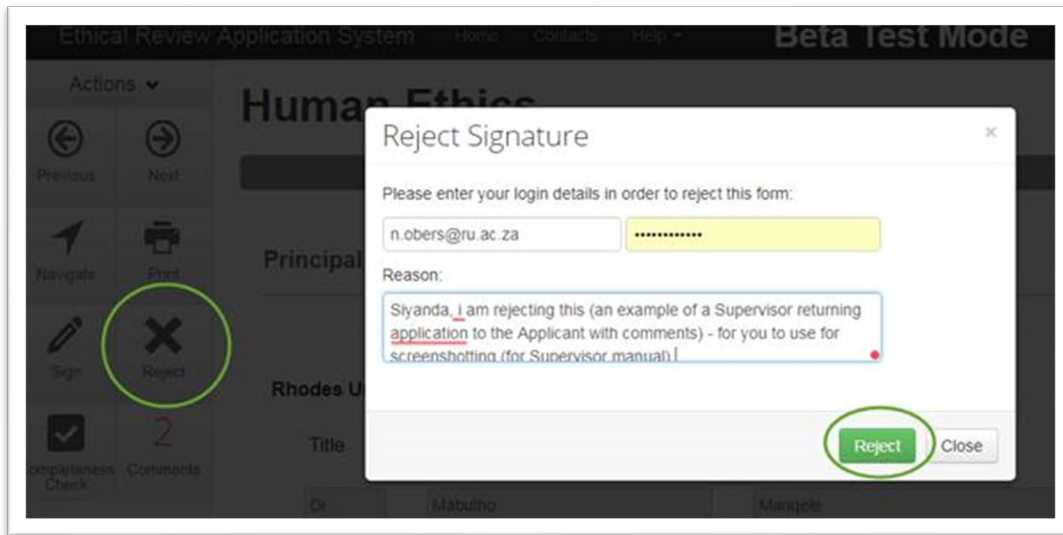 Ethical Review Application System Home Contacts Help Beta Test Mode
Actions
Human Ethics
Previous Next
Navigate Print
Sign Reject
Completeness Check 2 Comments
Principal
Rhodes U
Title
Dr Mabutho Manqele
Reject Signature ×
Please enter your login details in order to reject this form:
n.obers@ru.ac.za ••••••••••••
Reason:
Siyanda, i am rejecting this (an example of a Supervisor returning
application to the Applicant with comments) - for you to use for
screenshotting (for Supervisor manual)
Reject Close